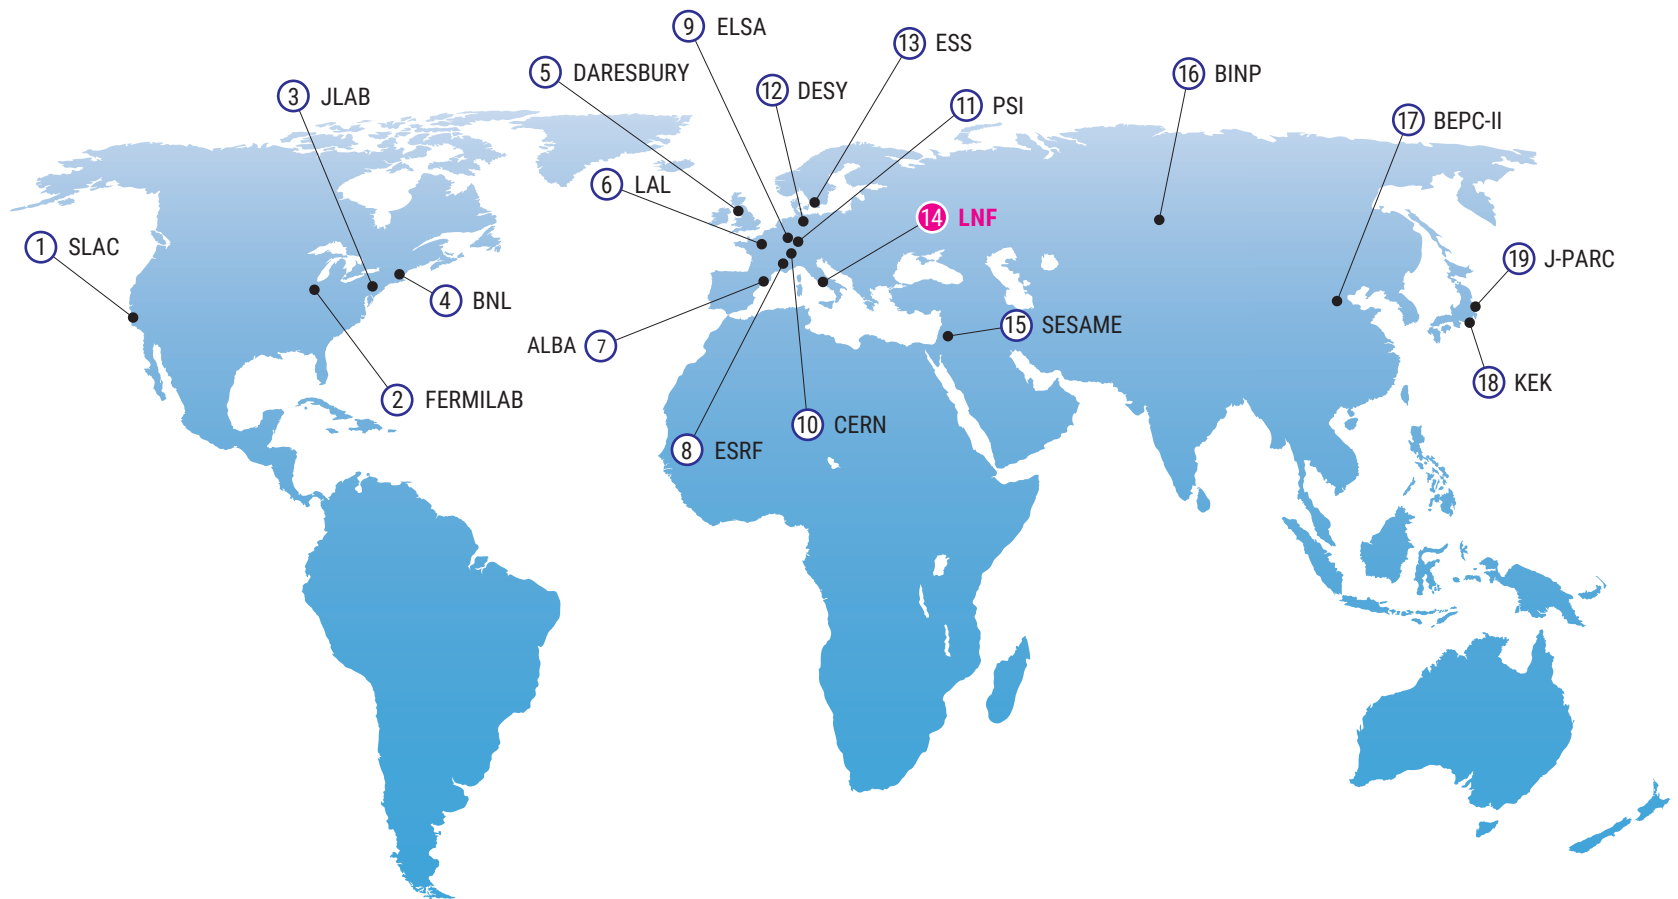 1 SLAC
2 FERMILAB
3 JLAB
4 BNL
5 DARESBURY
6 LAL
ALBA 7
8 ESRF
9 ELSA
10 CERN
11 PSI
12 DESY
13 ESS
14 LNF
15 SESAME
16 BINP
17 BEPC-II
18 KEK
19 J-PARC